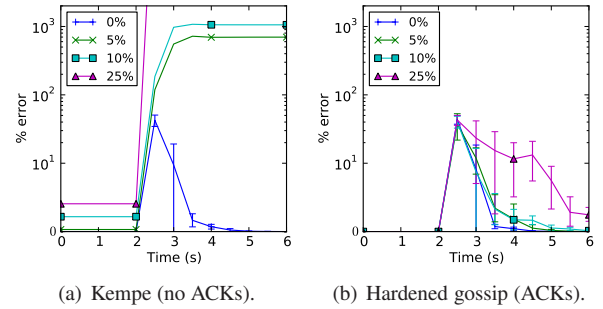 10³
10²
10¹
0
% error
0%
5%
10%
25%
0 1 2 3 4 5 6
Time (s)
(a) Kempe (no ACKs).
10³
10²
10¹
0
% error
0%
5%
10%
25%
0 1 2 3 4 5 6
Time (s)
(b) Hardened gossip (ACKs).